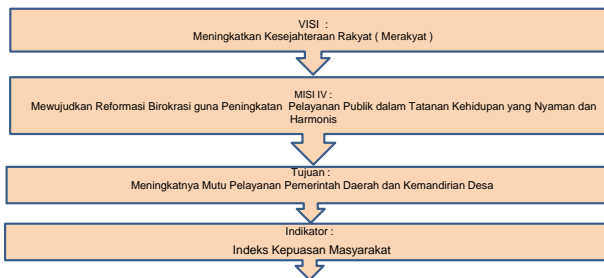 VISI :
Meningkatkan Kesejahteraan Rakyat ( Merakyat )
MISI IV :
Mewujudkan Reformasi Birokrasi guna Peningkatan Pelayanan Publik dalam Tatanan Kehidupan yang Nyaman dan
Harmonis
Tujuan :
Meningkatnya Mutu Pelayanan Pemerintah Daerah dan Kemandirian Desa
Indikator :
Indeks Kepuasan Masyarakat